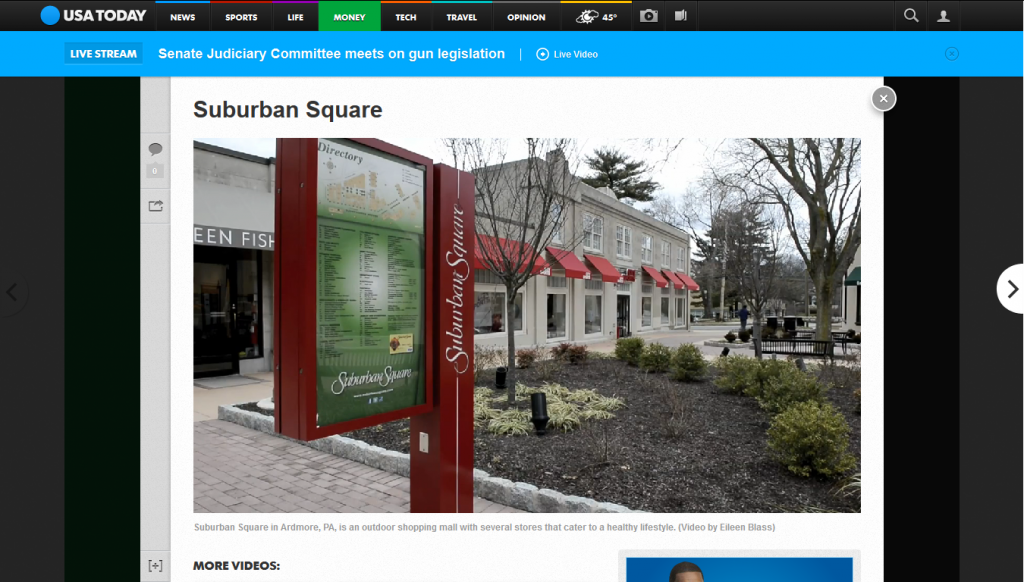 USA TODAY
NEWS
SPORTS
LIFE
MONEY
TECH
TRAVEL
OPINION
45°
LIVE STREAM
Senate Judiciary Committee meets on gun legislation
Live Video
Suburban Square
0
Directory
EEN FISH
Suburban Square
Suburban Square
Suburban Square in Ardmore, PA, is an outdoor shopping mall with several stores that cater to a healthy lifestyle. (Video by Eileen Blass)
[+]
MORE VIDEOS: